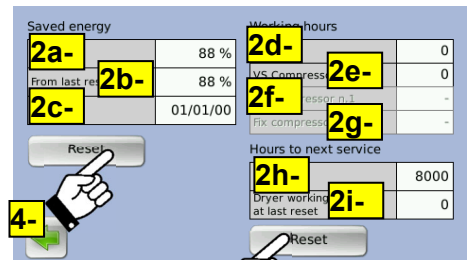 Saved energy
2a- 88 %
From last res 2b- 88 %
2c- 01/01/00
Reset
4-
Working hours
2d- 0
VS Compressor 2e- 0
2f- ressor n.1 -
Fix compresso 2g- -
Hours to next service
2h- 8000
Dryer working 2i- 0
at last reset
Reset